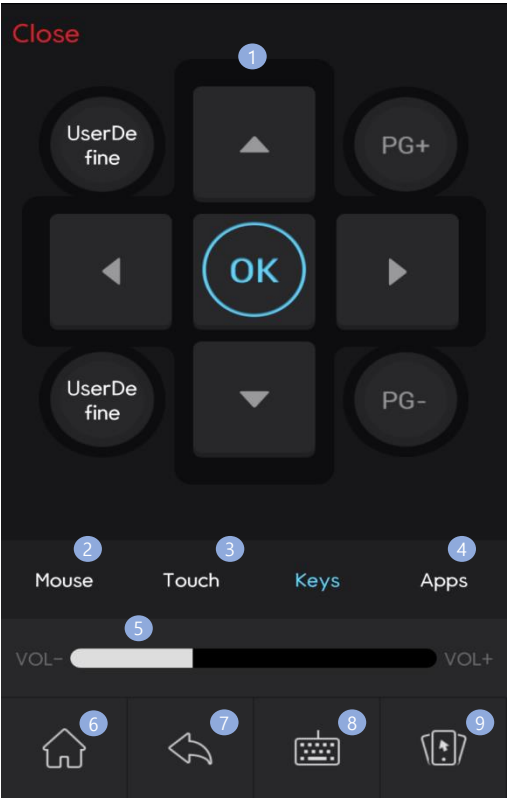 Close
1
UserDe
fine
PG+
OK
UserDe
fine
PG-
2
3
4
Mouse
Touch
Keys
Apps
5
VOL-
VOL+
6
7
8
9